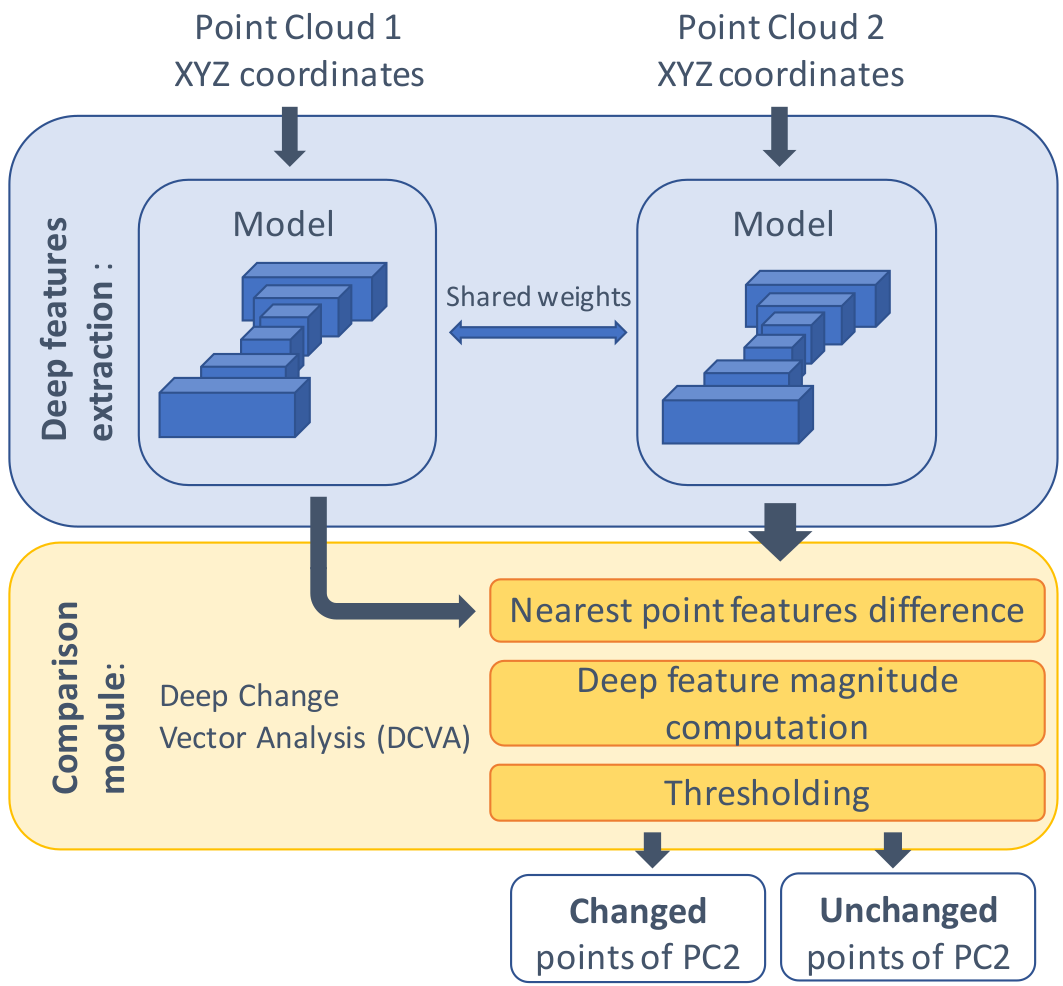 Point Cloud 1
XYZ coordinates
Point Cloud 2
XYZ coordinates
Deep features
extraction :
Model
Shared weights
Model
Comparison
module:
Deep Change
Vector Analysis (DCVA)
Nearest point features difference
Deep feature magnitude
computation
Thresholding
Changed
points of PC2
Unchanged
points of PC2